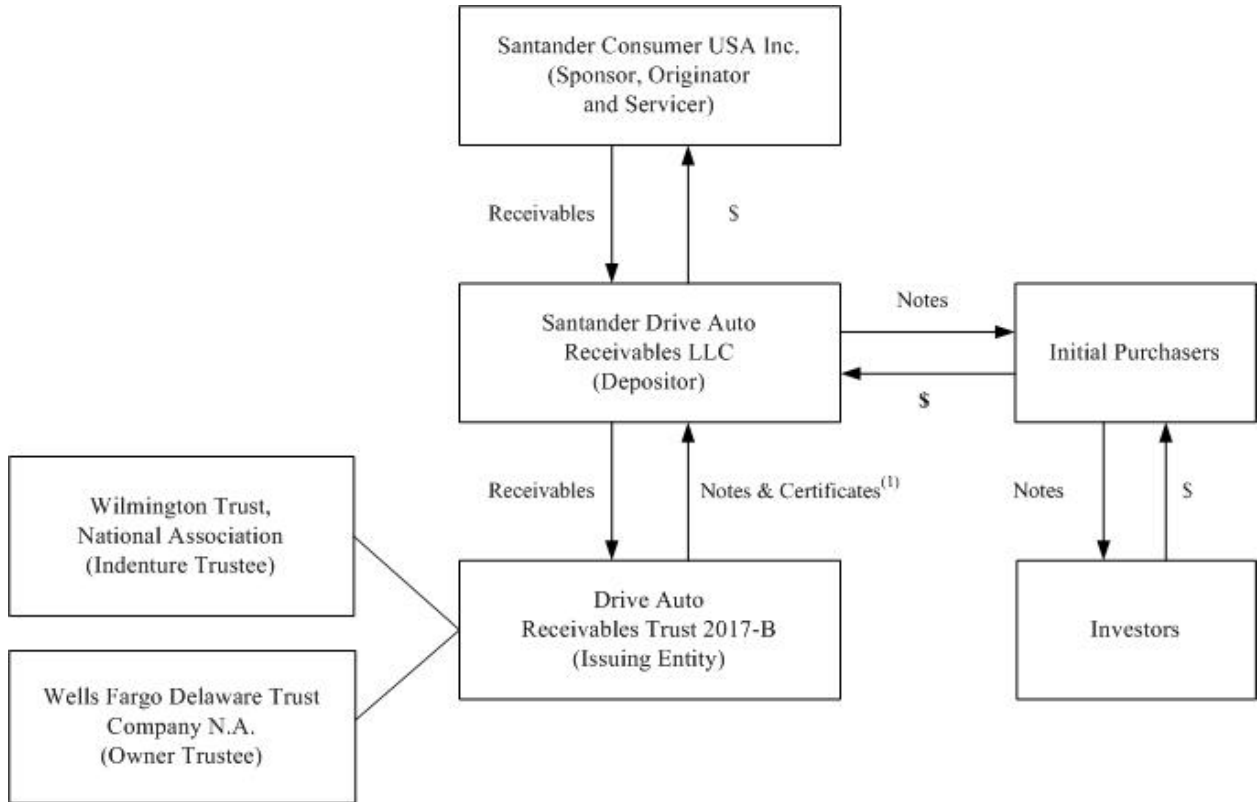 Santander Consumer USA Inc.
(Sponsor, Originator
and Servicer)
Receivables
$
Santander Drive Auto
Receivables LLC
(Depositor)
Notes
$
Initial Purchasers
Receivables
Notes & Certificates(1)
Notes
$
Wilmington Trust,
National Association
(Indenture Trustee)
Drive Auto
Receivables Trust 2017-B
(Issuing Entity)
Investors
Wells Fargo Delaware Trust
Company N.A.
(Owner Trustee)